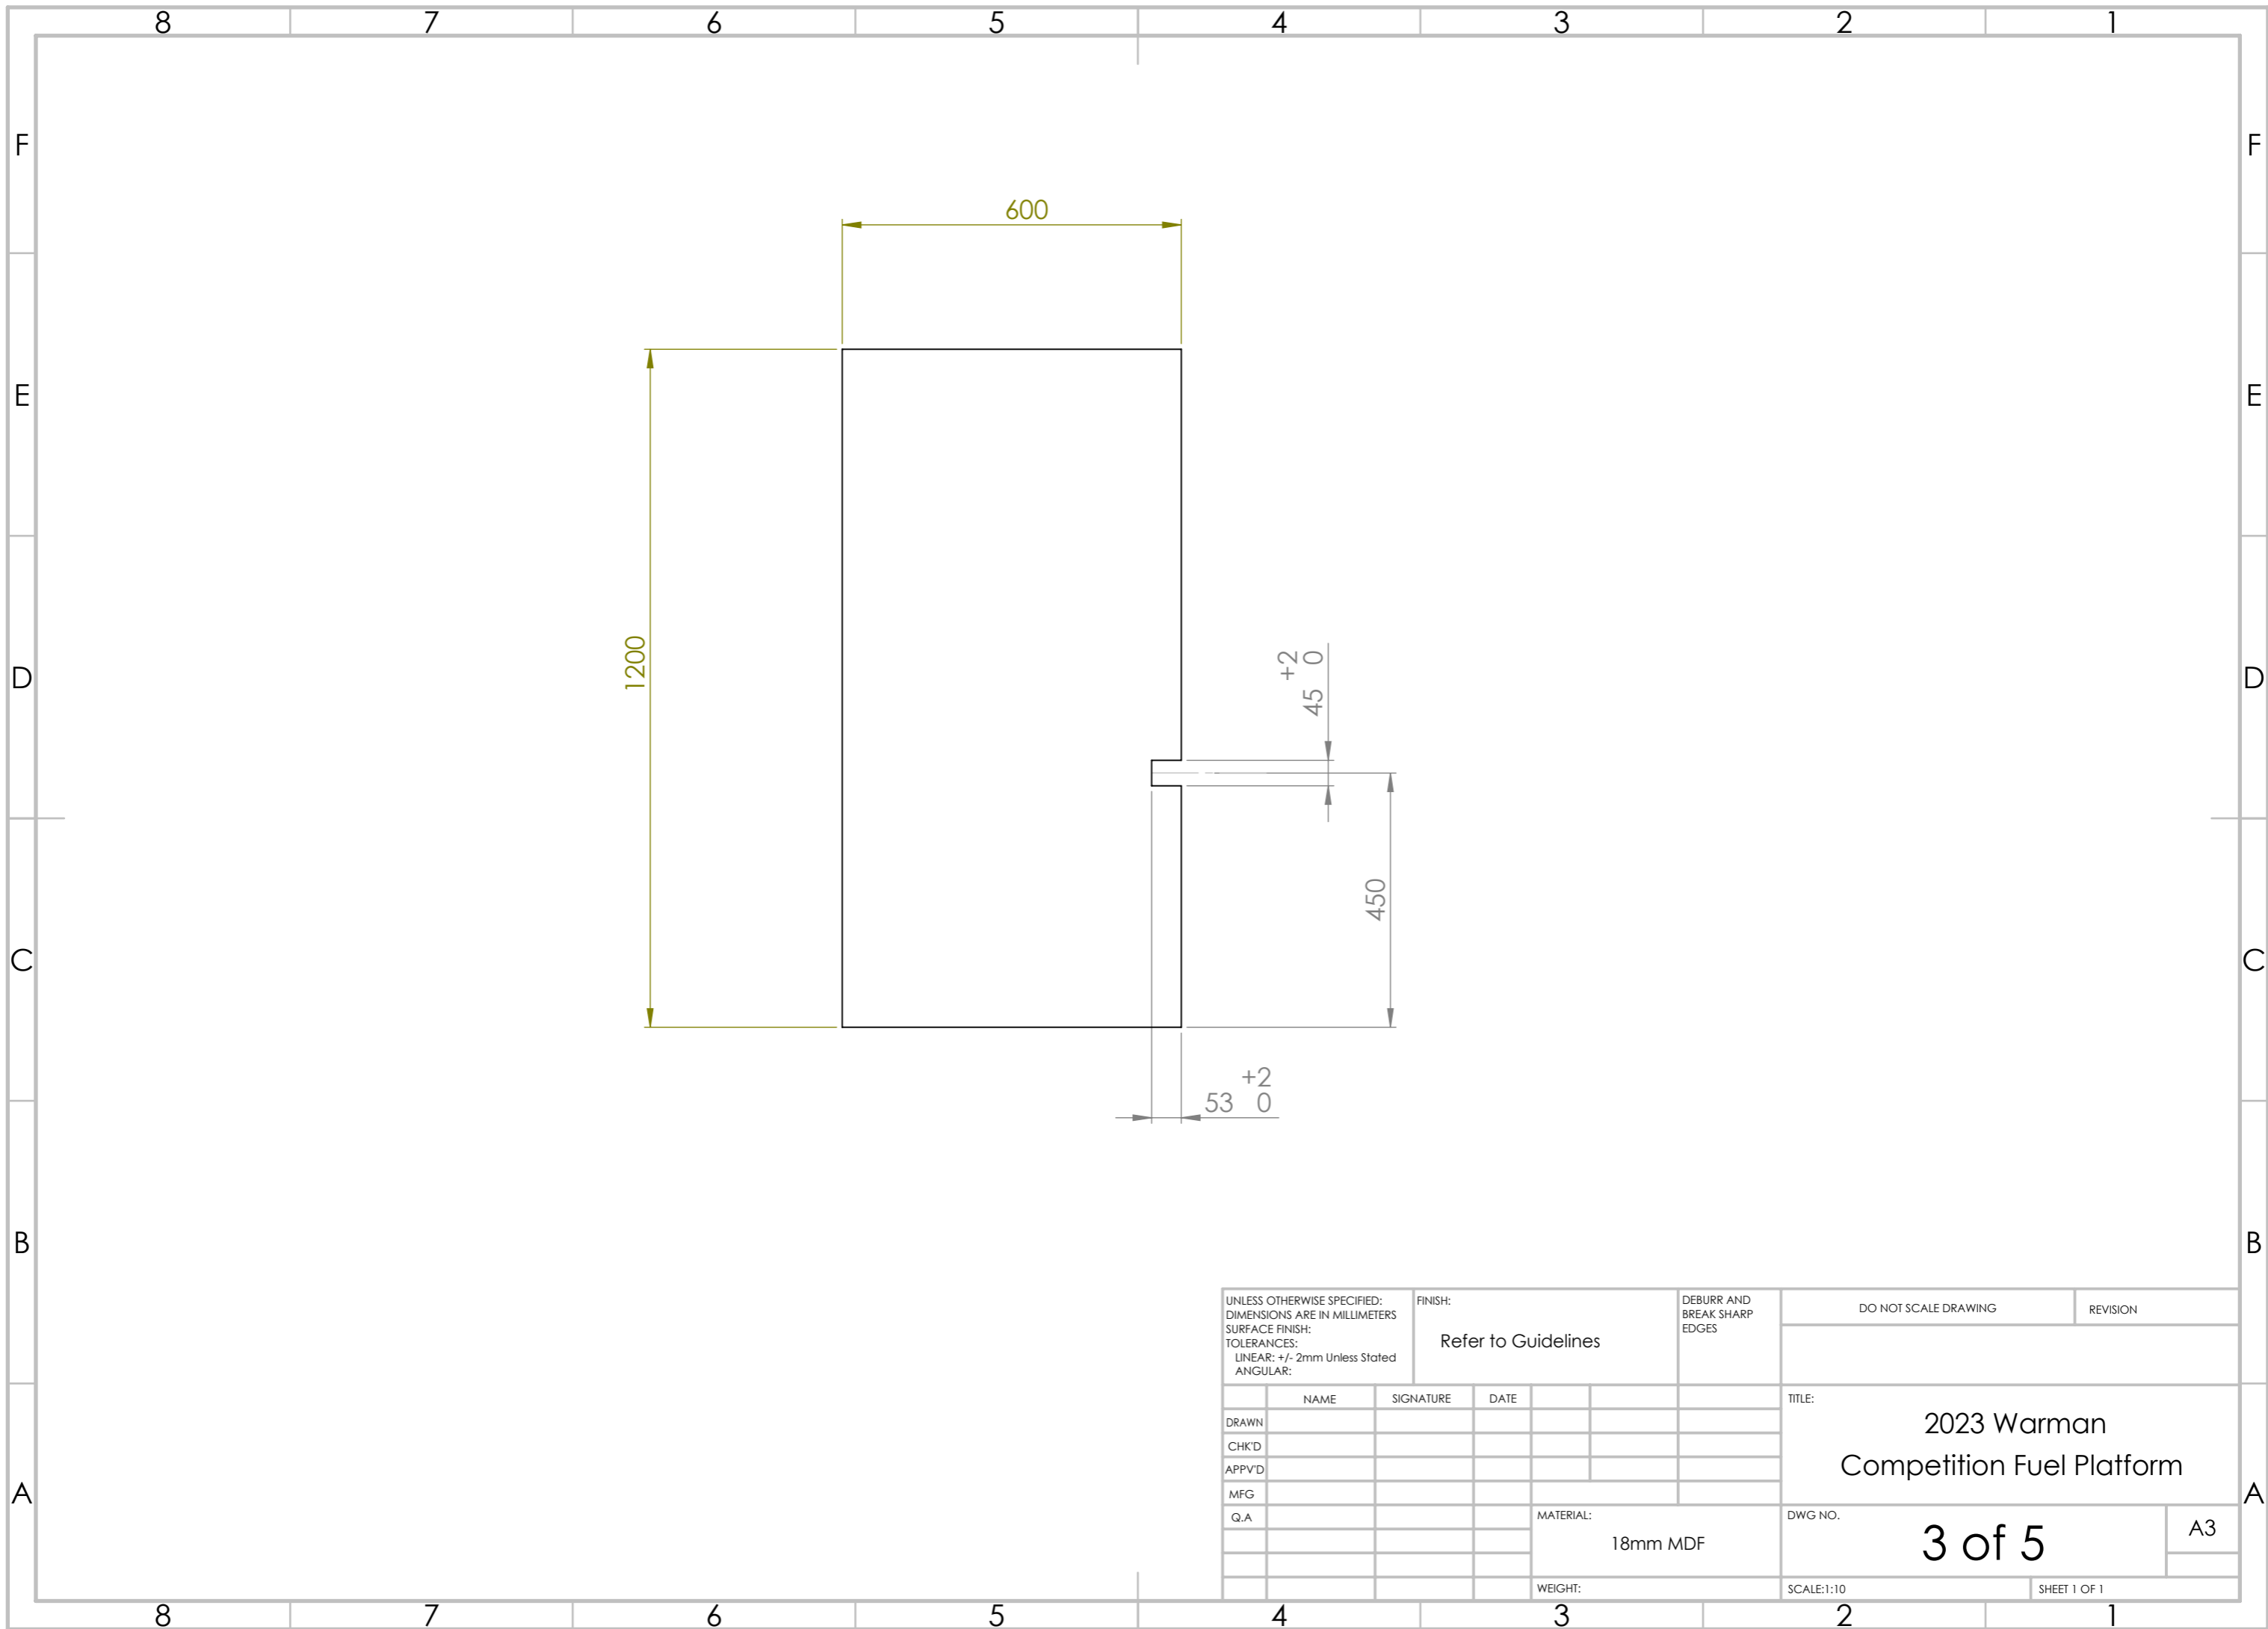 8 7 6 5 4 3 2 1
F F
600
E E
1200
+2
45 0
D D
450
C C
+2
53 0
B B
UNLESS OTHERWISE SPECIFIED:
DIMENSIONS ARE IN MILLIMETERS
SURFACE FINISH:
TOLERANCES:
LINEAR: +/- 2mm Unless Stated
ANGULAR:
FINISH:
Refer to Guidelines
DEBURR AND
BREAK SHARP
EDGES
DO NOT SCALE DRAWING
REVISION
NAME SIGNATURE DATE
DRAWN
CHK'D
APPV'D
MFG
Q.A
TITLE:
2023 Warman
Competition Fuel Platform
A A
MATERIAL:
18mm MDF
DWG NO.
3 of 5
A3
WEIGHT:
SCALE:1:10
SHEET 1 OF 1
8 7 6 5 4 3 2 1